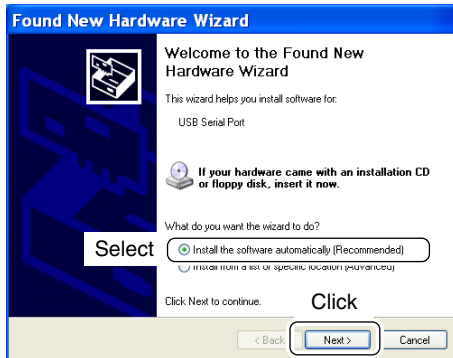 Found New Hardware Wizard
Welcome to the Found New
Hardware Wizard
This wizard helps you install software for:
USB Serial Port
If your hardware came with an installation CD
or floppy disk, insert it now.
What do you want the wizard to do?
Select
Install the software automatically (Recommended)
Install from a list or specific location (Advanced)
Click Next to continue.
Click
< Back
Next >
Cancel